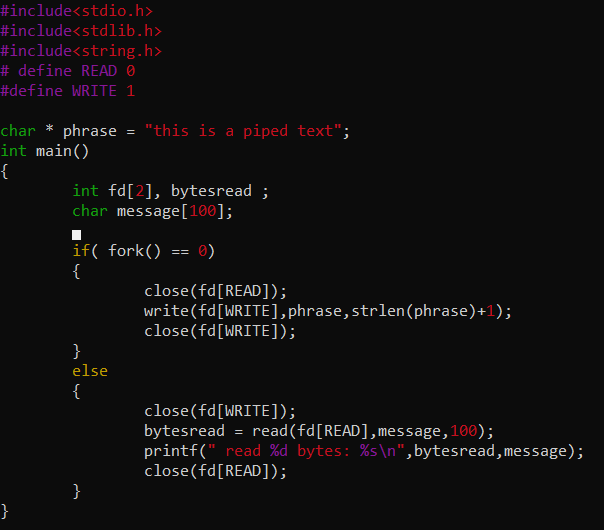 #include<stdio.h>
#include<stdlib.h>
#include<string.h>
# define READ 0
#define WRITE 1

char * phrase = "this is a piped text";
int main()
{
        int fd[2], bytesread ;
        char message[100];

        if( fork() == 0)
        {
                close(fd[READ]);
                write(fd[WRITE],phrase,strlen(phrase)+1);
                close(fd[WRITE]);
        }
        else
        {
                close(fd[WRITE]);
                bytesread = read(fd[READ],message,100);
                printf(" read %d bytes: %s\n",bytesread,message);
                close(fd[READ]);
        }
}